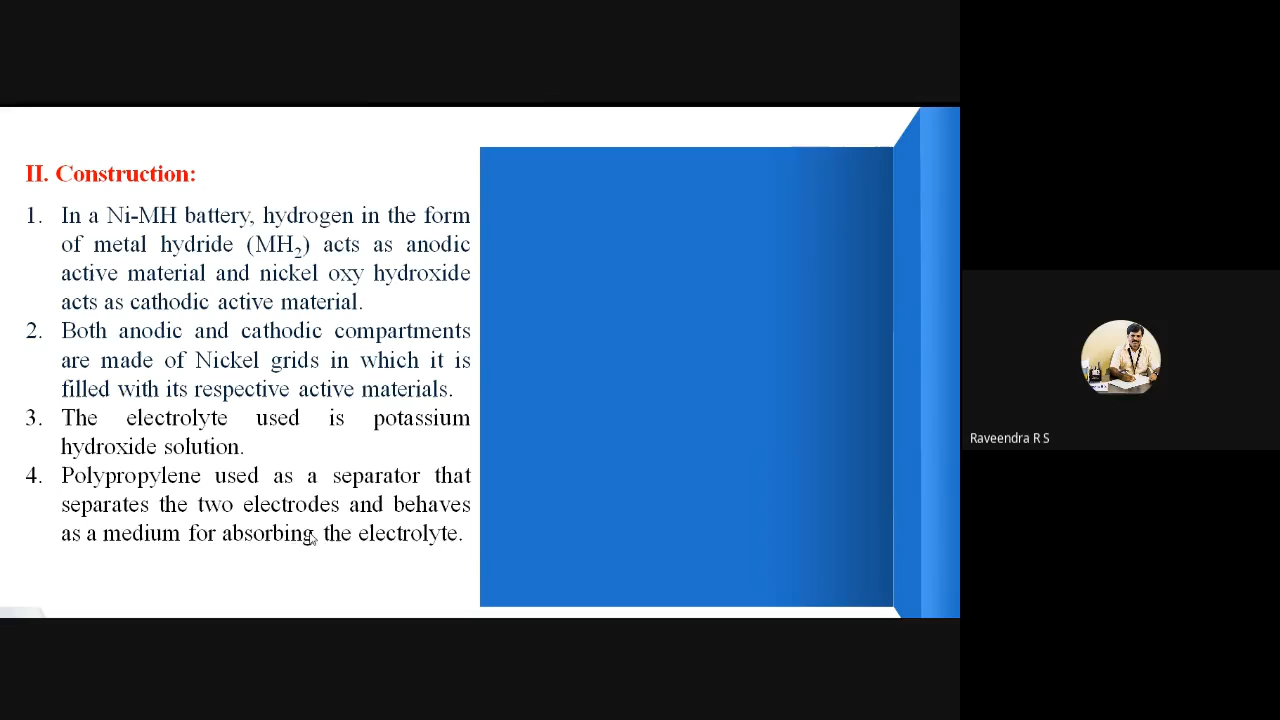 II. Construction:
1. In a Ni-MH battery, hydrogen in the form
of metal hydride (MH₂) acts as anodic
active material and nickel oxy hydroxide
acts as cathodic active material.
2. Both anodic and cathodic compartments
are made of Nickel grids in which it is
filled with its respective active materials.
3. The electrolyte used is potassium
hydroxide solution.
4. Polypropylene used as a separator that
separates the two electrodes and behaves
as a medium for absorbing the electrolyte.
Raveendra R S